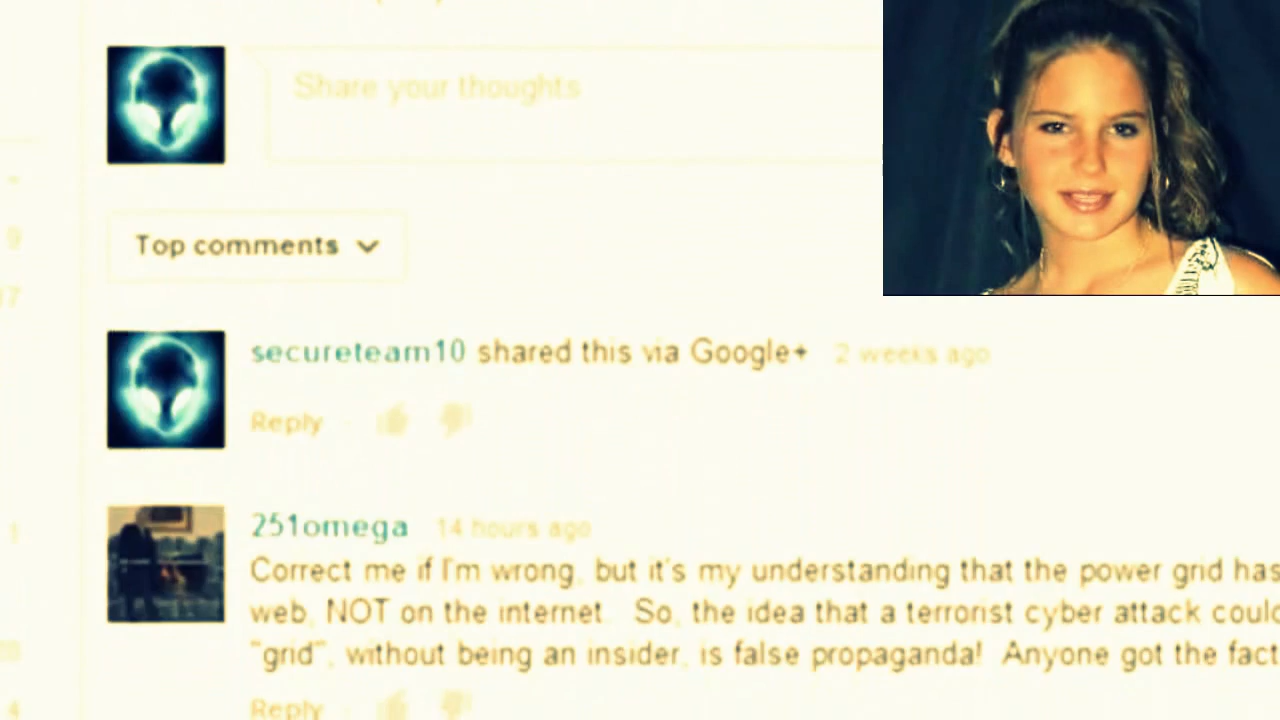 Share your thoughts
Top comments
secureteam10 shared this via Google+ 2 weeks ago
Reply
251omega 14 hours ago
Correct me if I'm wrong, but it's my understanding that the power grid has
web, NOT on the internet. So, the idea that a terrorist cyber attack could
"grid", without being an insider, is false propaganda! Anyone got the fact
Reply